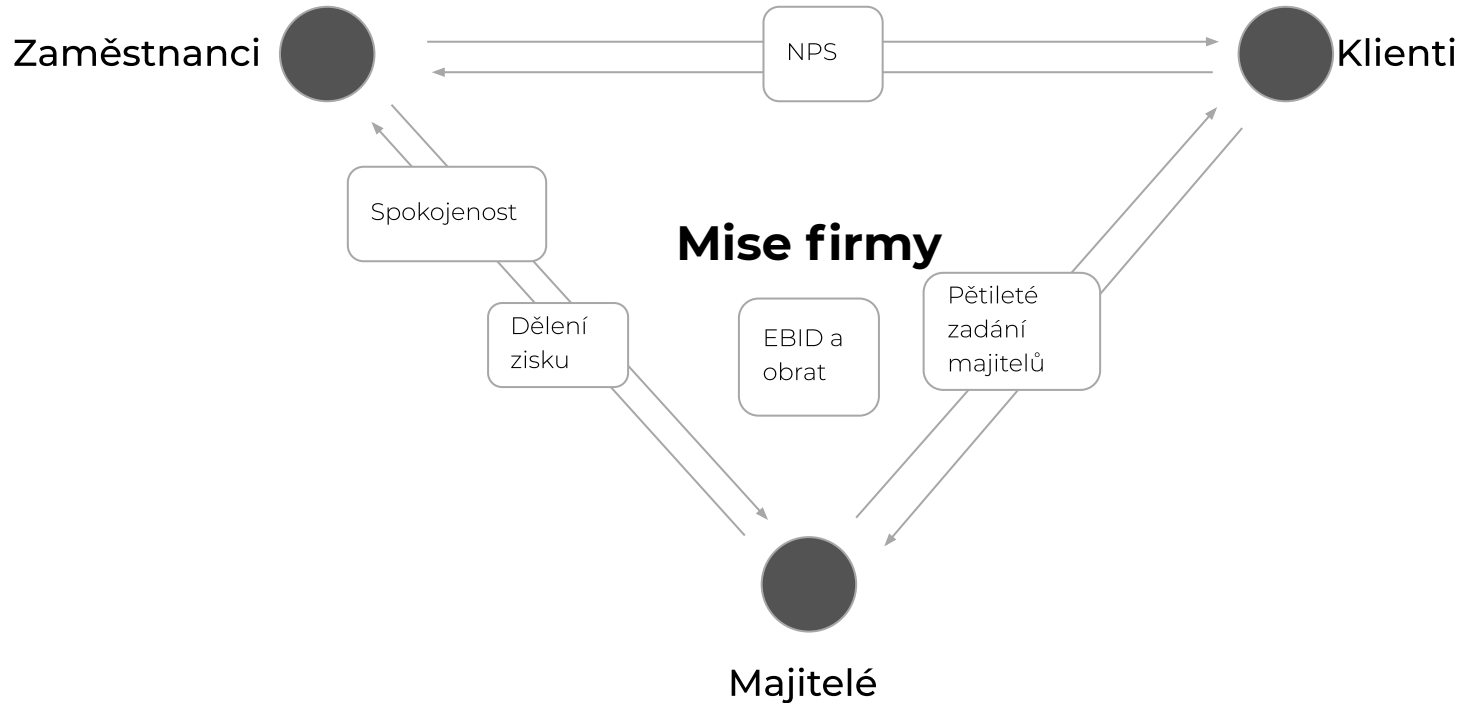 Zaměstnanci
NPS
Klienti
Spokojenost
Mise firmy
Dělení
zisku
EBID a
obrat
Pětileté
zadání
majitelů
Majitelé